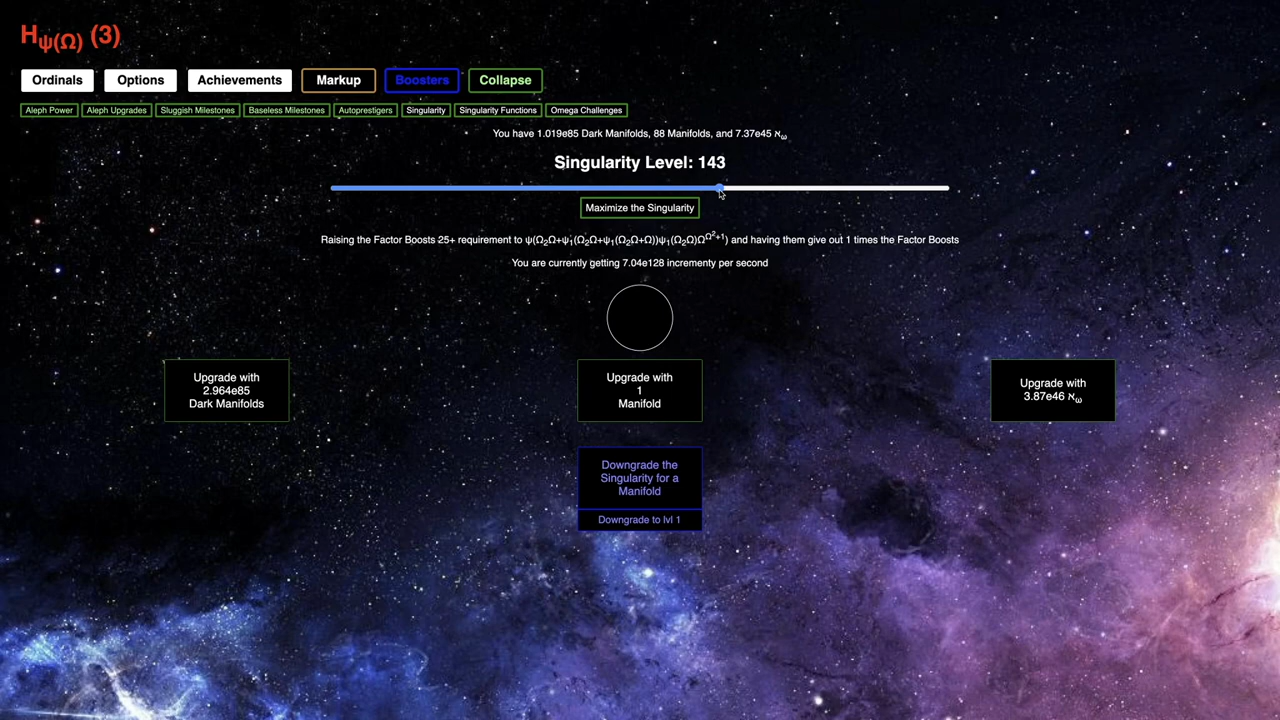 Hψ(Ω) (3)
Ordinals Options Achievements Markup Boosters Collapse
Aleph Power Aleph Upgrades Sluggish Milestones Baseless Milestones Autoprestigers Singularity Singularity Functions Omega Challenges
You have 1.019e85 Dark Manifolds, 88 Manifolds, and 7.37e45 ℵω
Singularity Level: 143
Maximize the Singularity
Raising the Factor Boosts 25+ requirement to ψ(Ω₂Ω+ψ₁(Ω₂Ω+ψ₁(Ω₂Ω+Ω))ψ₁(Ω₂Ω)Ω^Ω²+1) and having them give out 1 times the Factor Boosts
You are currently getting 7.04e128 incrementy per second
Upgrade with
2.964e85
Dark Manifolds
Upgrade with
1
Manifold
Upgrade with
3.87e46 ℵω
Downgrade the
Singularity for a
Manifold
Downgrade to lvl 1